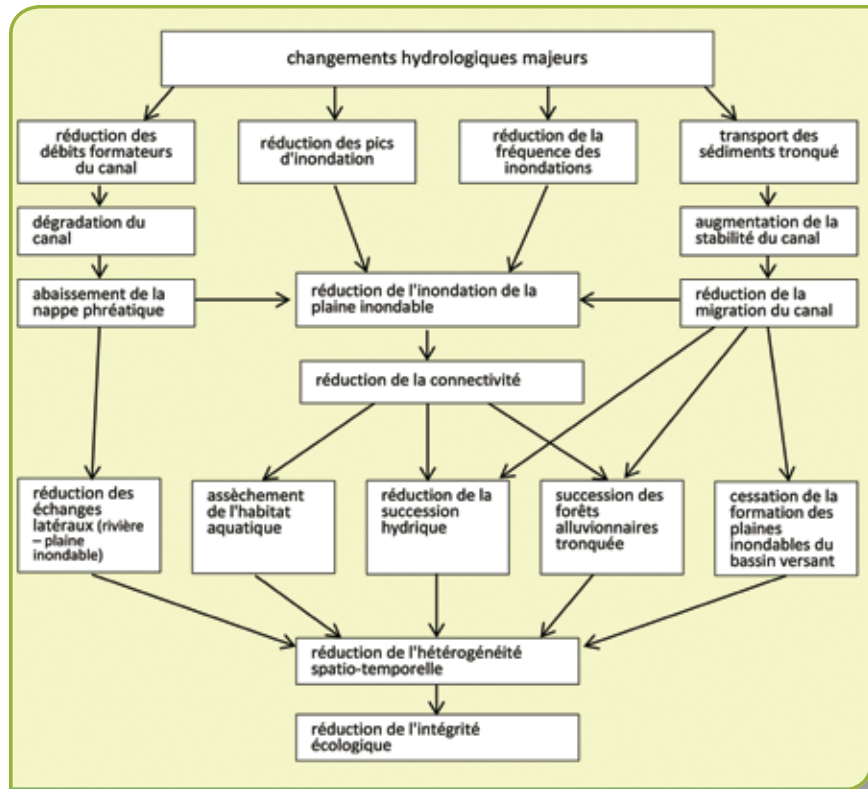 changements hydrologiques majeurs
réduction des
débits formateurs
du canal
réduction des pics
d'inondation
réduction de la
fréquence des
inondations
transport des
sédiments tronqué
dégradation du
canal
augmentation de la
stabilité du canal
abaissement de la
nappe phréatique
réduction de l'inondation de la
plaine inondable
réduction de la
migration du canal
réduction de la connectivité
réduction des
échanges
latéraux (rivière
– plaine
inondable)
assèchement
de l'habitat
aquatique
réduction de la
succession
hydrique
succession des
forêts
alluvionnaires
tronquée
cessation de la
formation des
plaines
inondables du
bassin versant
réduction de l'hétérogénéité
spatio-temporelle
réduction de l'intégrité
écologique